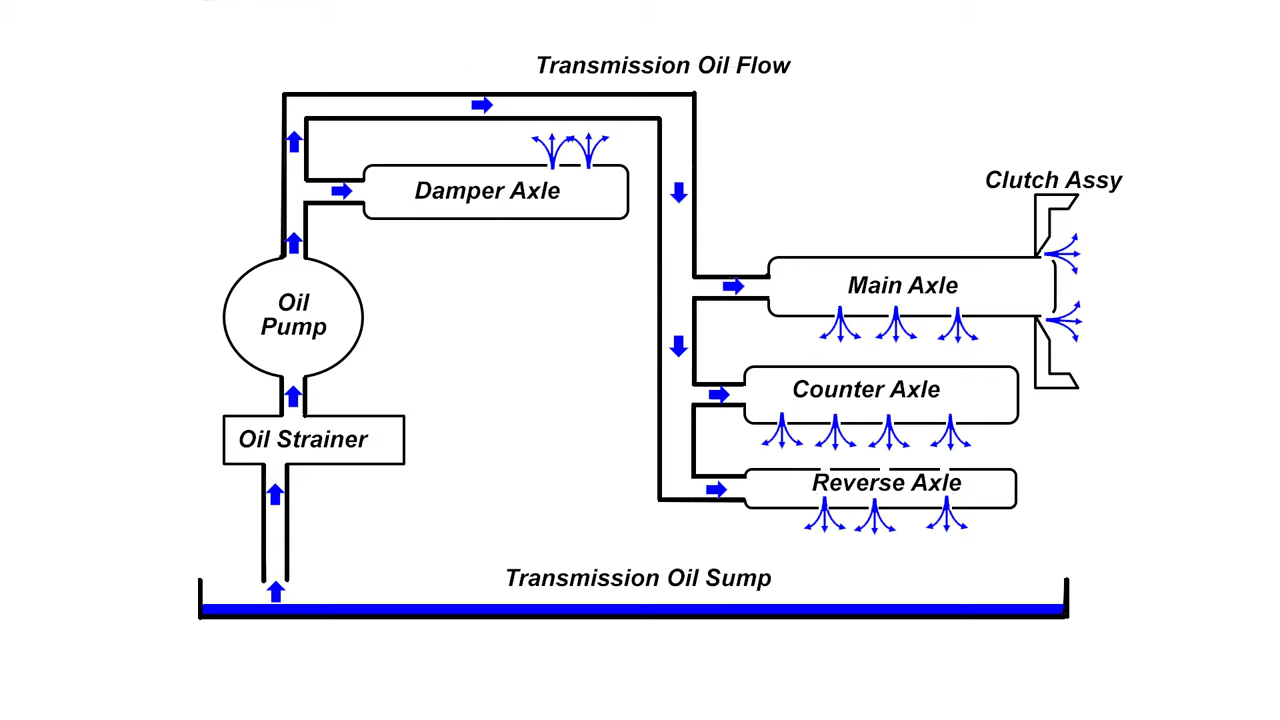 Transmission Oil Flow
Clutch Assy
Damper Axle
Main Axle
Oil
Pump
Counter Axle
Oil Strainer
Reverse Axle
Transmission Oil Sump